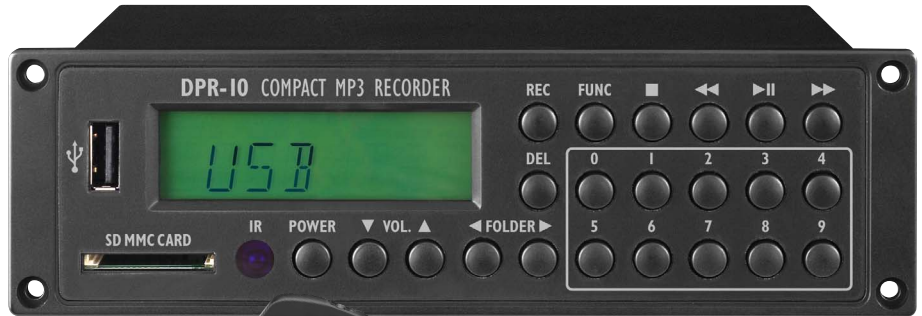 DPR-10 COMPACT MP3 RECORDER
REC FUNC
USB
DEL 0 1 2 3 4
IR POWER VOL. FOLDER 5 6 7 8 9
SD MMC CARD